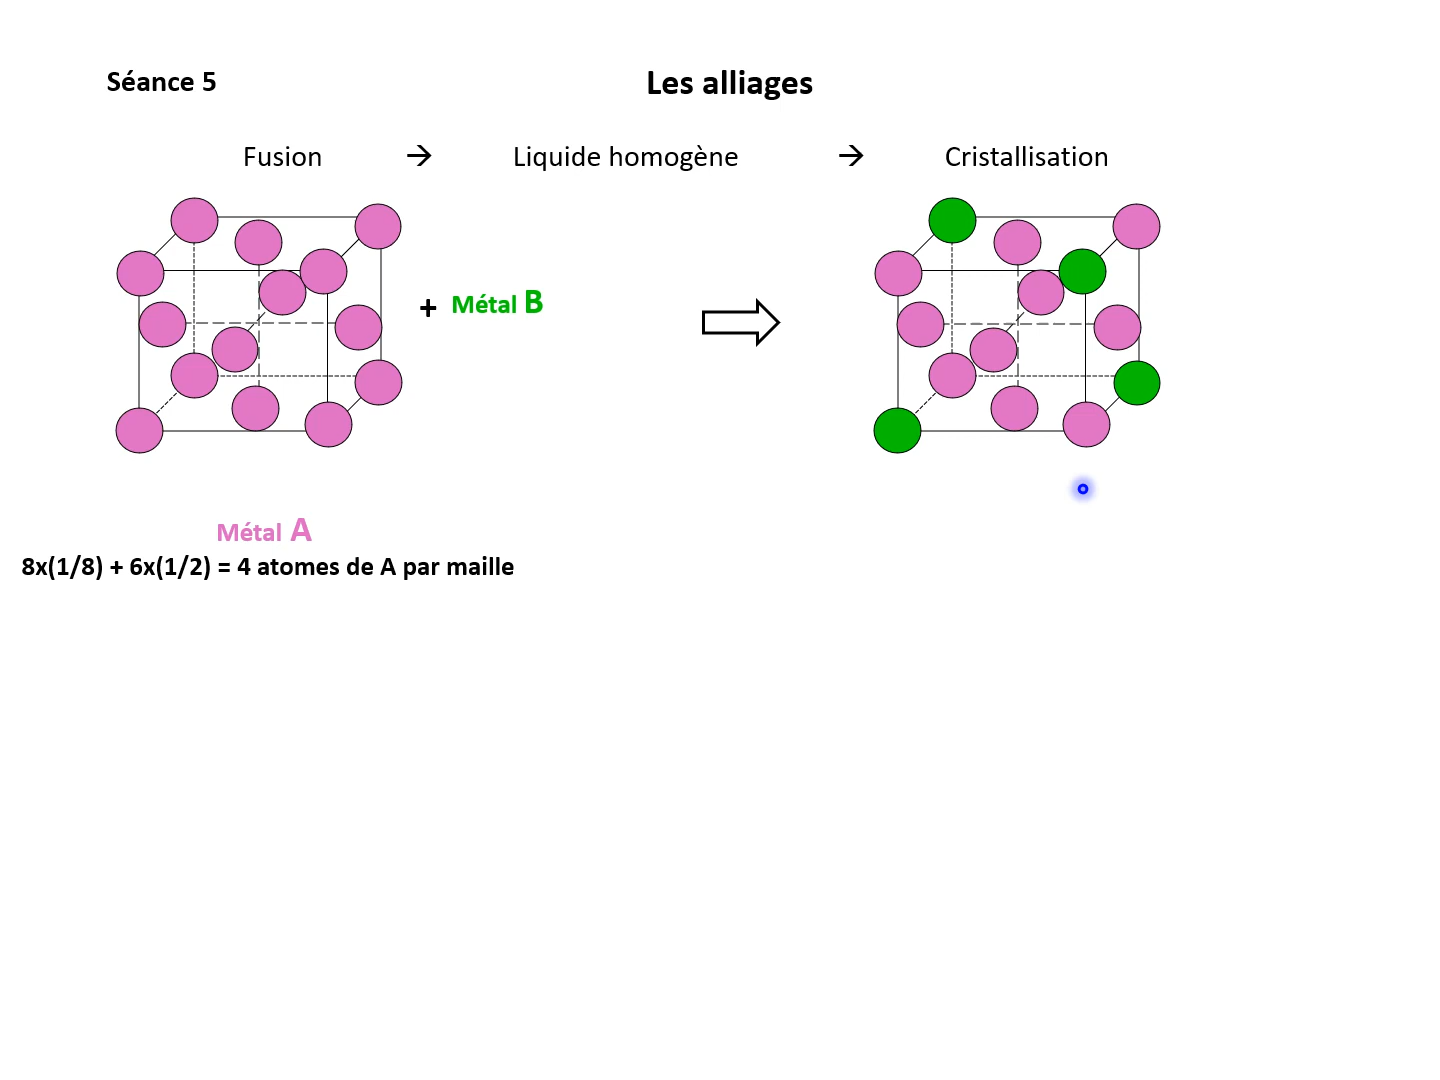 Séance 5
Les alliages
Fusion → Liquide homogène → Cristallisation
+ Métal B
Métal A
8x(1/8) + 6x(1/2) = 4 atomes de A par maille